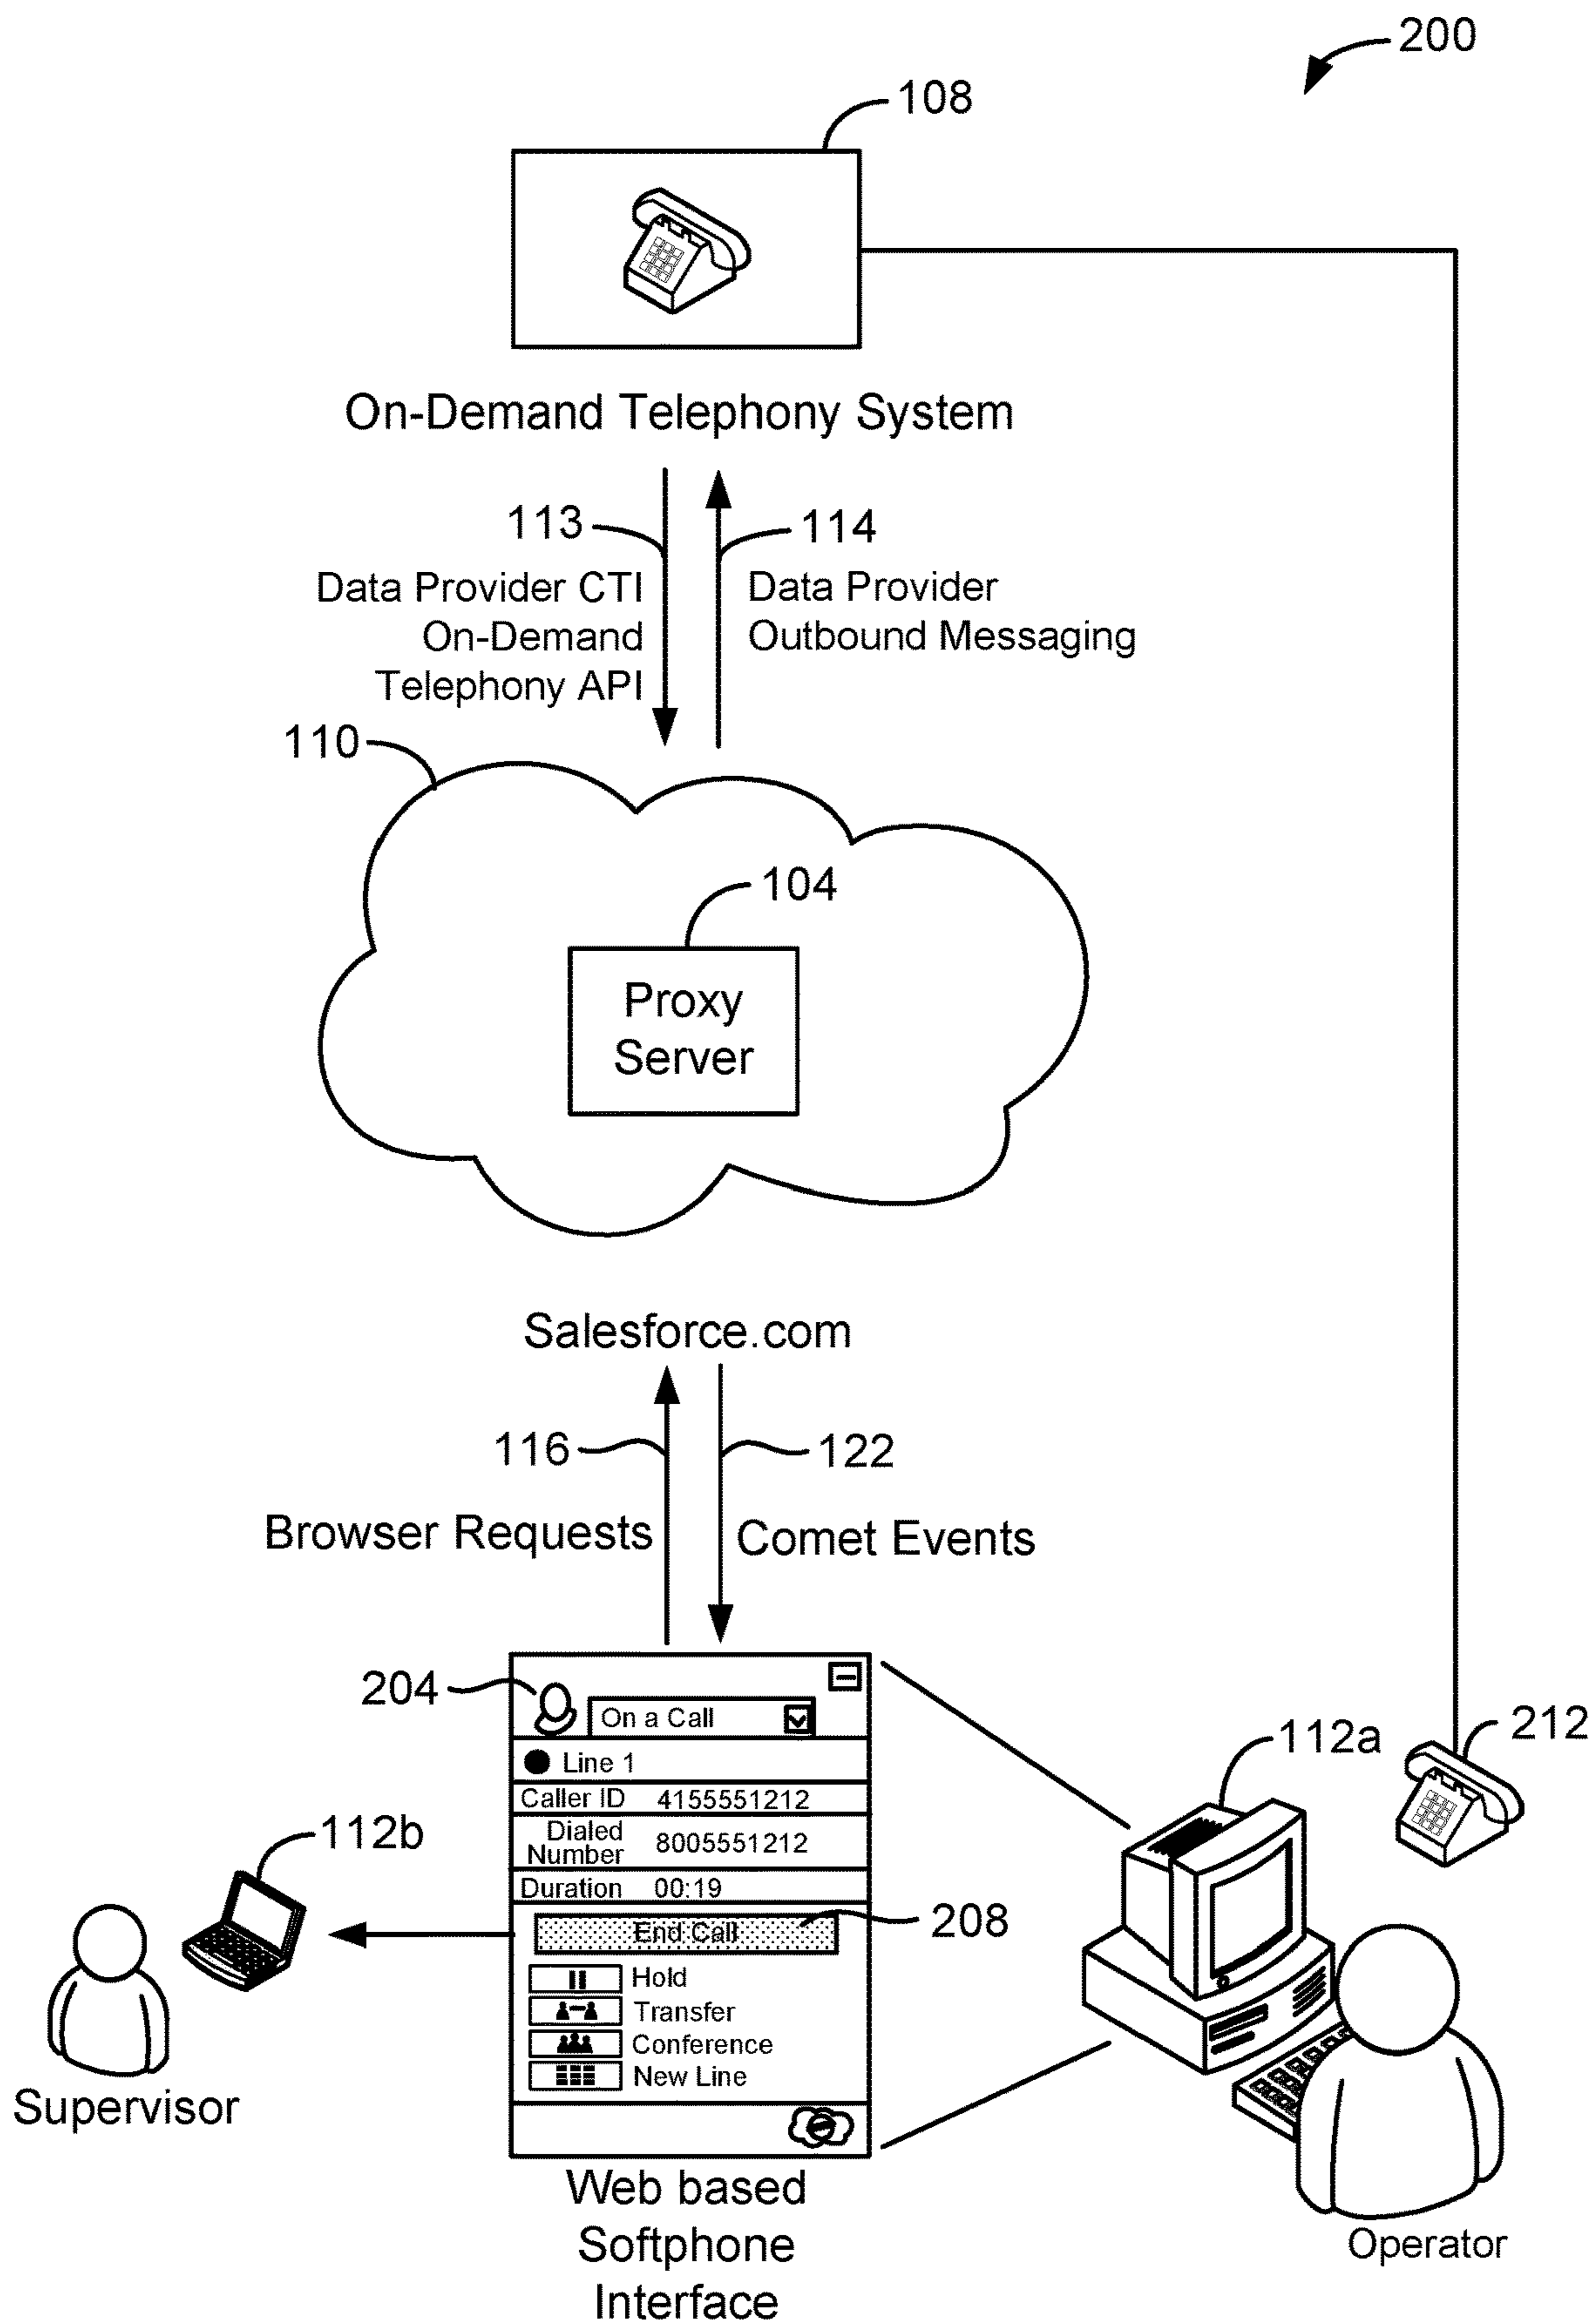 200
108
On-Demand Telephony System
113
114
Data Provider CTI
On-Demand
Telephony API
Data Provider
Outbound Messaging
110
104
Proxy
Server
Salesforce.com
116
122
Browser Requests
Comet Events
204
On a Call
Line 1
Caller ID 4155551212
Dialed
Number 8005551212
Duration 00:19
End Call
208
Hold
Transfer
Conference
New Line
112a
212
112b
Supervisor
Web based
Softphone
Interface
Operator